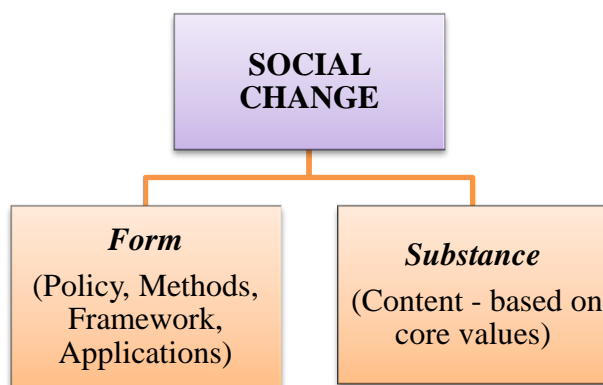 SOCIAL
CHANGE
Form
(Policy, Methods,
Framework,
Applications)
Substance
(Content - based on
core values)